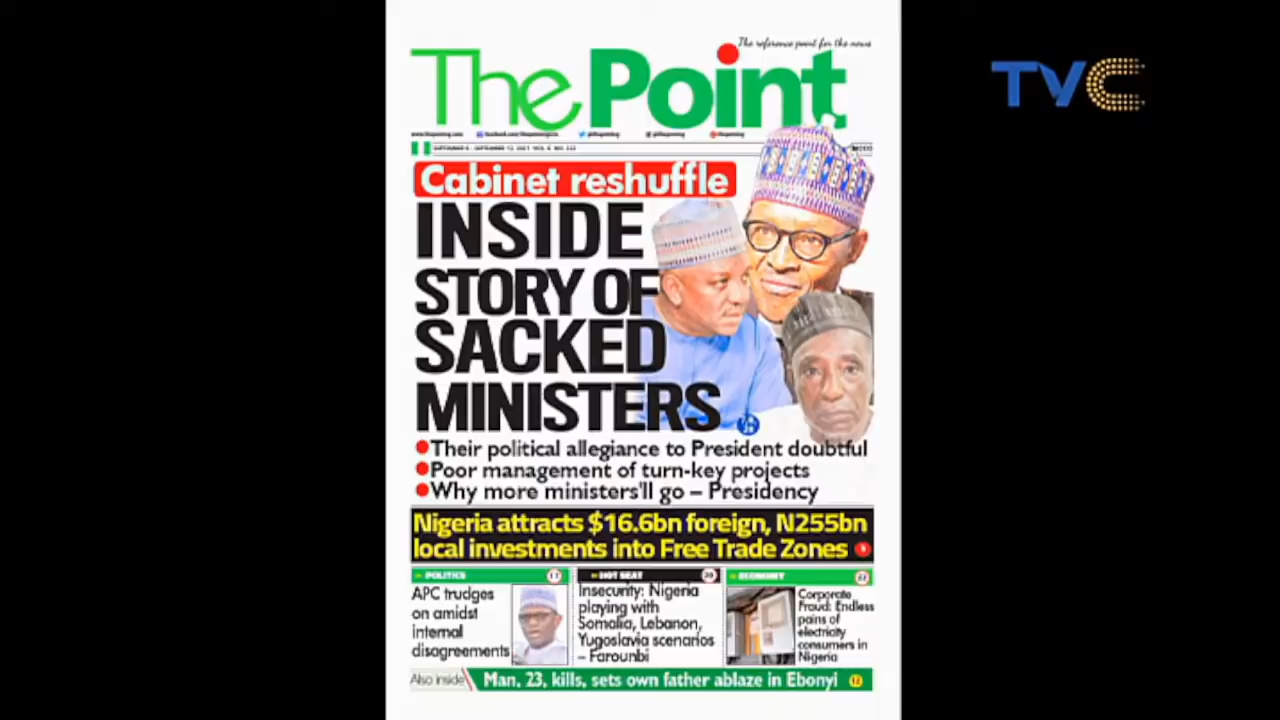 The reference point for the news
TVC
The Point
Cabinet reshuffle
INSIDE
STORY OF
SACKED
MINISTERS
Their political allegiance to President doubtful
Poor management of turn-key projects
Why more ministers'll go – Presidency
Nigeria attracts $16.6bn foreign, N255bn
local investments into Free Trade Zones
POLITICS
APC trudges
on amidst
internal
disagreements
HOT SEAT
Insecurity: Nigeria
playing with
Somalia, Lebanon,
Yugoslavia scenarios
– Farounbi
Corporate
Fraud: Endless
pains of
electricity
consumers in
Nigeria
Also inside
Man, 23, kills, sets own father ablaze in Ebonyi